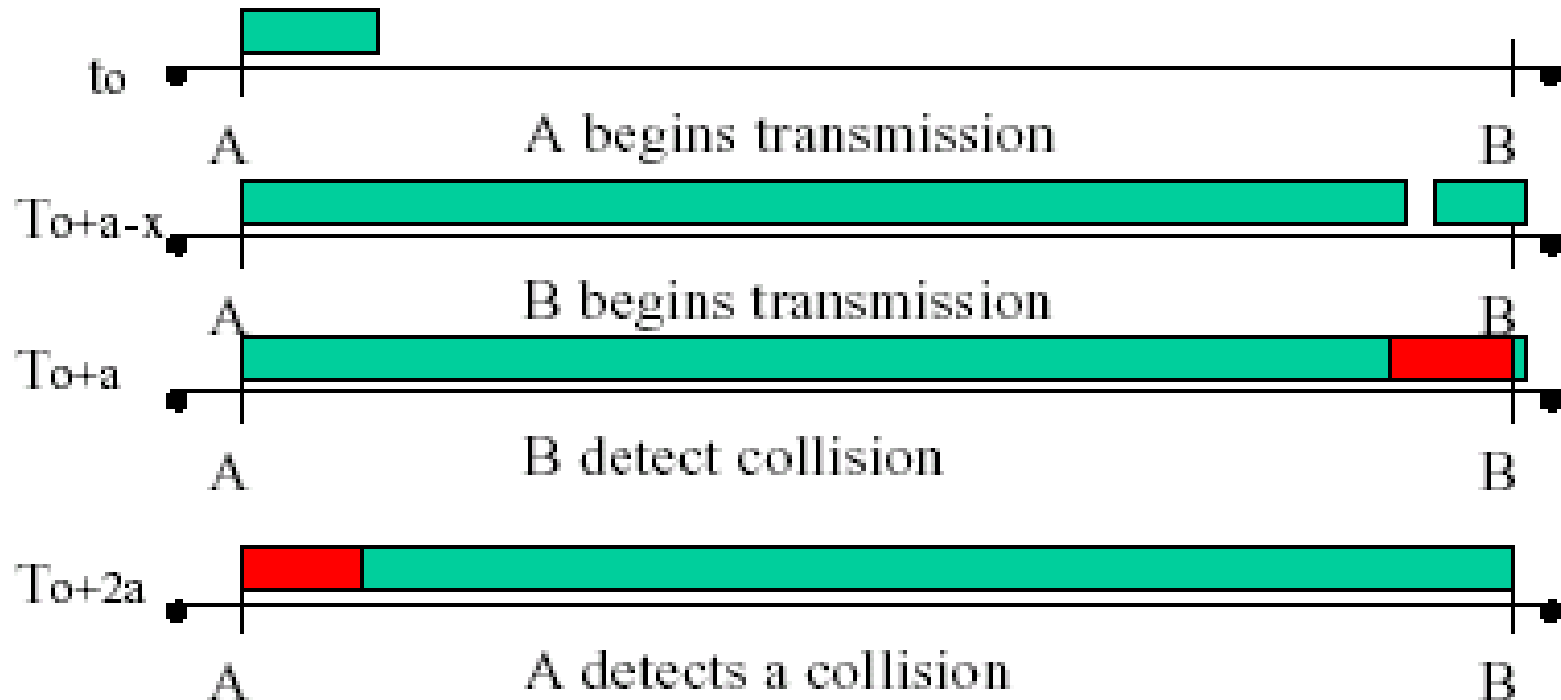 to
A begins transmission
A
B
To+a-x
B begins transmission
A
B
To+a
B detect collision
A
B
To+2a
A detects a collision
A
B